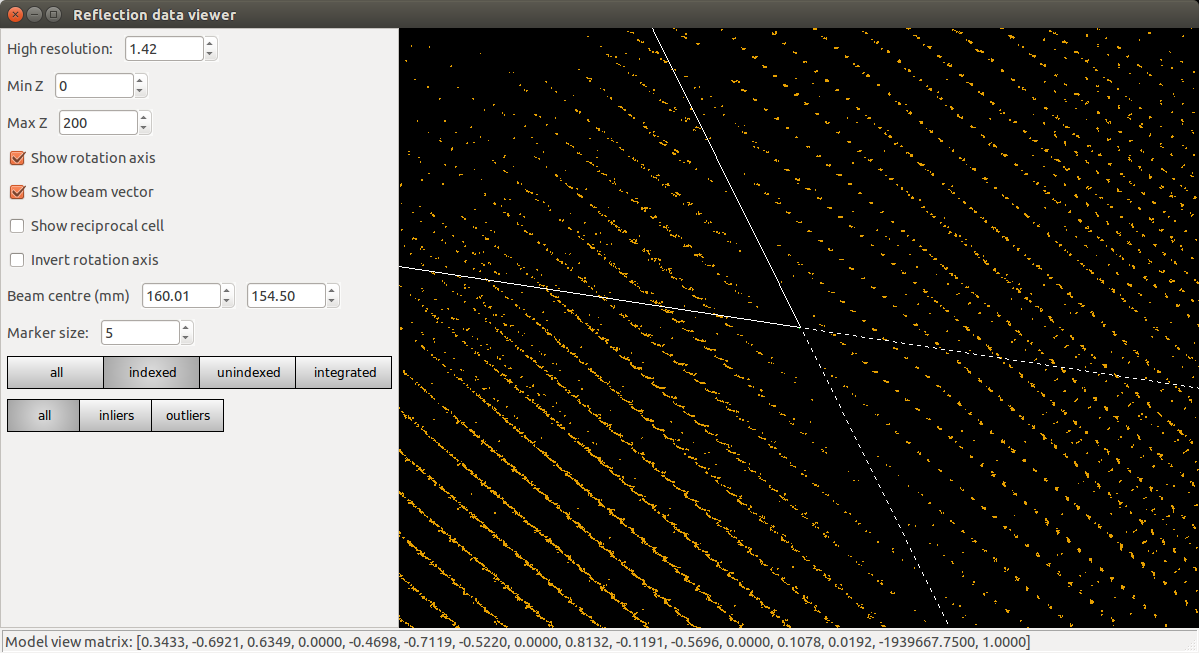 Reflection data viewer
High resolution: 1.42
Min Z 0
Max Z 200
Show rotation axis
Show beam vector
Show reciprocal cell
Invert rotation axis
Beam centre (mm) 160.01 154.50
Marker size: 5
all indexed unindexed integrated
all inliers outliers
Model view matrix: [0.3433, -0.6921, 0.6349, 0.0000, -0.4698, -0.7119, -0.5220, 0.0000, 0.8132, -0.1191, -0.5696, 0.0000, 0.1078, 0.0192, -1939667.7500, 1.0000]